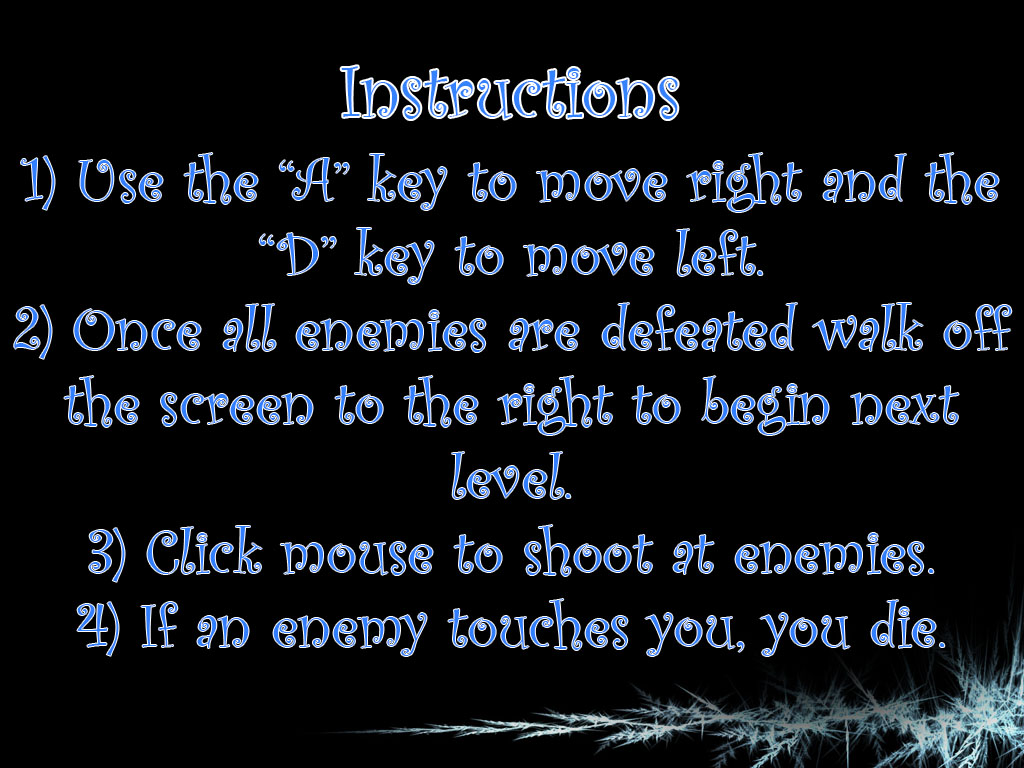 Instructions
1) Use the “A” key to move right and the
“D” key to move left.
2) Once all enemies are defeated walk off
the screen to the right to begin next
level.
3) Click mouse to shoot at enemies.
4) If an enemy touches you, you die.